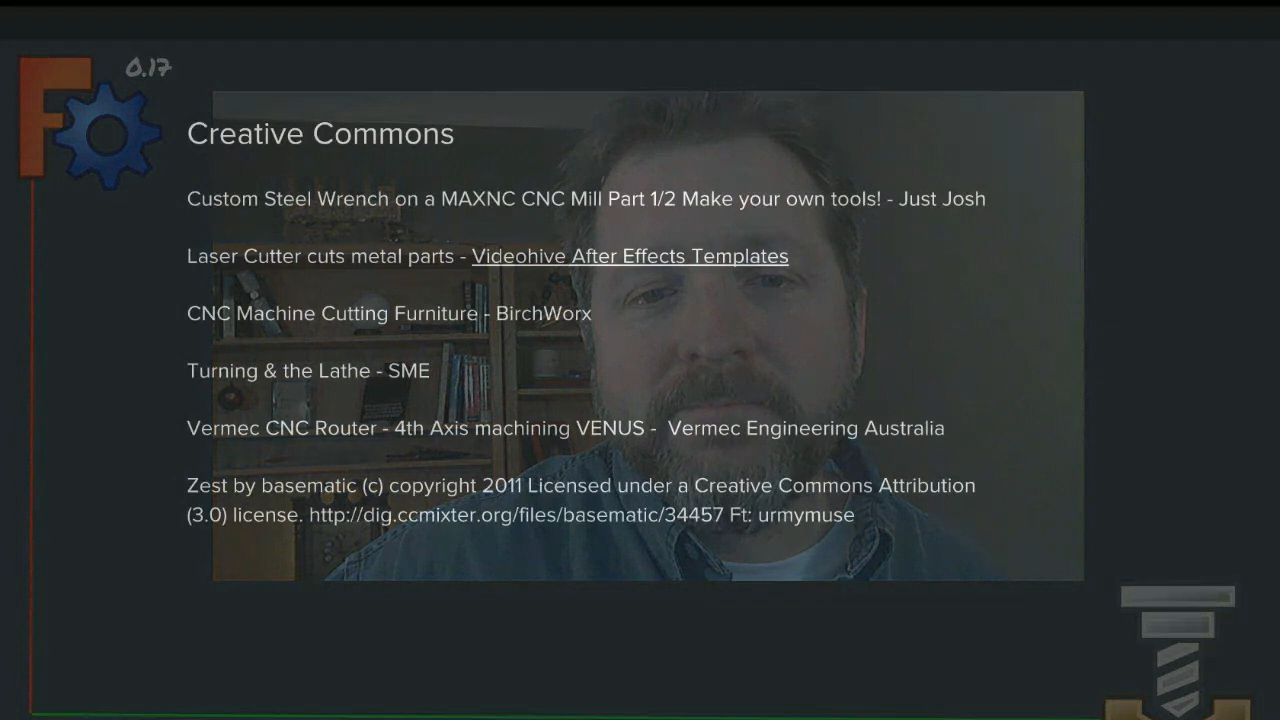 0.17
Creative Commons
Custom Steel Wrench on a MAXNC CNC Mill Part 1/2 Make your own tools! - Just Josh
Laser Cutter cuts metal parts - Videohive After Effects Templates
CNC Machine Cutting Furniture - BirchWorx
Turning & the Lathe - SME
Vermec CNC Router - 4th Axis machining VENUS - Vermec Engineering Australia
Zest by basematic (c) copyright 2011 Licensed under a Creative Commons Attribution
(3.0) license. http://dig.ccmixter.org/files/basematic/34457 Ft: urmymuse